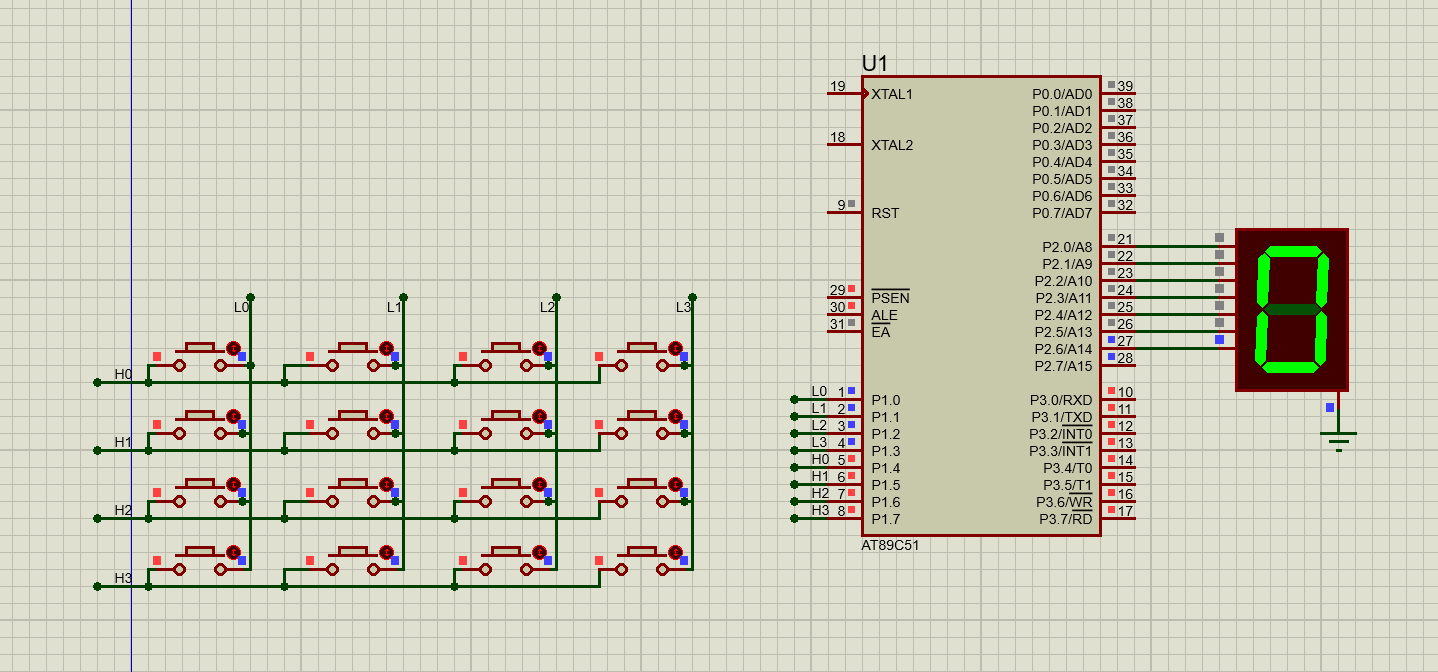 U1
19 XTAL1 P0.0/AD0 39
P0.1/AD1 38
P0.2/AD2 37
18 XTAL2 P0.3/AD3 36
P0.4/AD4 35
P0.5/AD5 34
P0.6/AD6 33
9 RST P0.7/AD7 32
P2.0/A8 21
P2.1/A9 22
P2.2/A10 23
29 PSEN P2.3/A11 24
30 ALE P2.4/A12 25
31 EA P2.5/A13 26
P2.6/A14 27
P2.7/A15 28
L0 L1 L2 L3
H0
H1
H2
H3
L0 1 P1.0 P3.0/RXD 10
L1 2 P1.1 P3.1/TXD 11
L2 3 P1.2 P3.2/INT0 12
L3 4 P1.3 P3.3/INT1 13
H0 5 P1.4 P3.4/T0 14
H1 6 P1.5 P3.5/T1 15
H2 7 P1.6 P3.6/WR 16
H3 8 P1.7 P3.7/RD 17
AT89C51
0